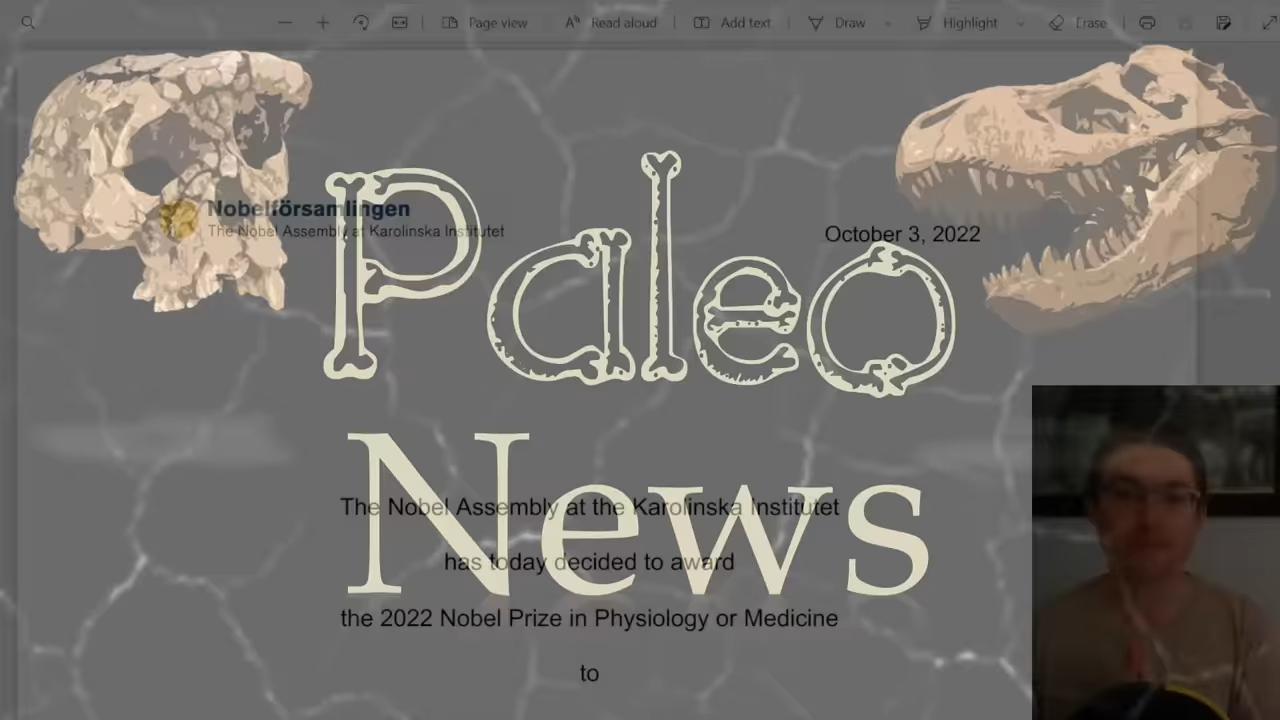 Page view
Read aloud
Add text
Draw
Highlight
Erase
Paleo
News
Nobelförsamlingen
The Nobel Assembly at Karolinska Institutet
October 3, 2022
The Nobel Assembly at the Karolinska Institutet
has today decided to award
the 2022 Nobel Prize in Physiology or Medicine
to